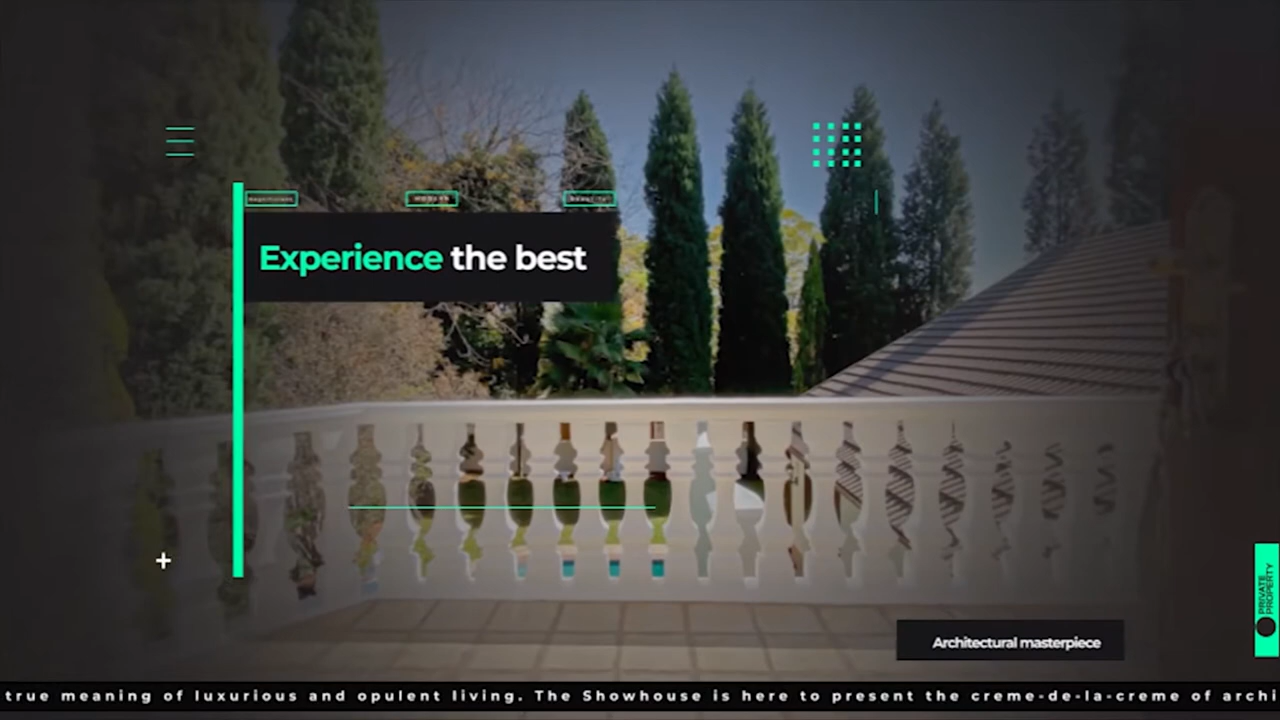 MODERN
Experience the best
PRIVATE
PROPERTY
Architectural masterpiece
true meaning of luxurious and opulent living. The Showhouse is here to present the creme-de-la-creme of archi